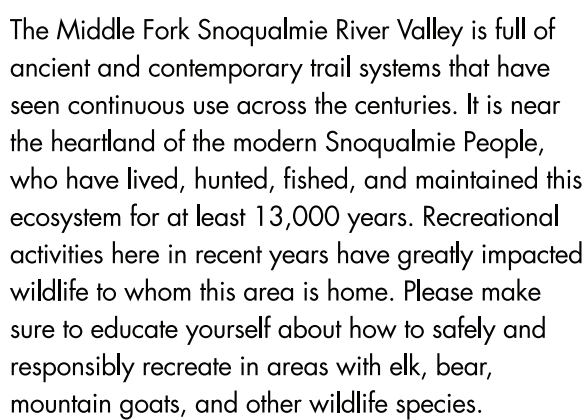 The Middle Fork Snoqualmie River Valley is full of
ancient and contemporary trail systems that have
seen continuous use across the centuries. It is near
the heartland of the modern Snoqualmie People,
who have lived, hunted, fished, and maintained this
ecosystem for at least 13,000 years. Recreational
activities here in recent years have greatly impacted
wildlife to whom this area is home. Please make
sure to educate yourself about how to safely and
responsibly recreate in areas with elk, bear,
mountain goats, and other wildlife species.